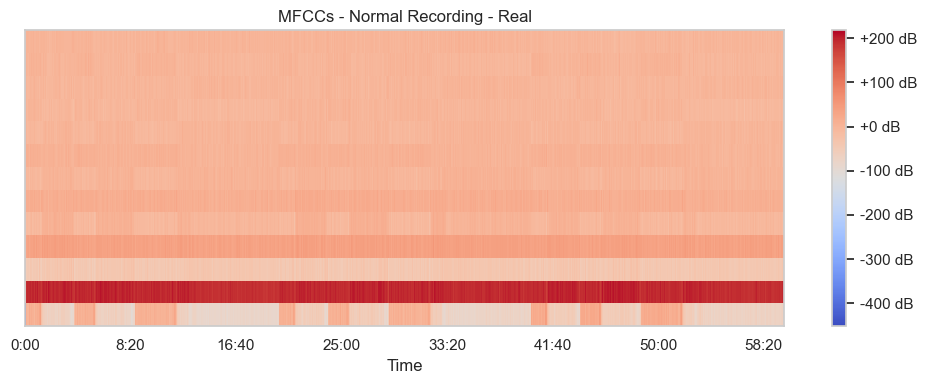 MFCCs - Normal Recording - Real
+200 dB
+100 dB
+0 dB
-100 dB
-200 dB
-300 dB
-400 dB
0:00 8:20 16:40 25:00 33:20 41:40 50:00 58:20
Time